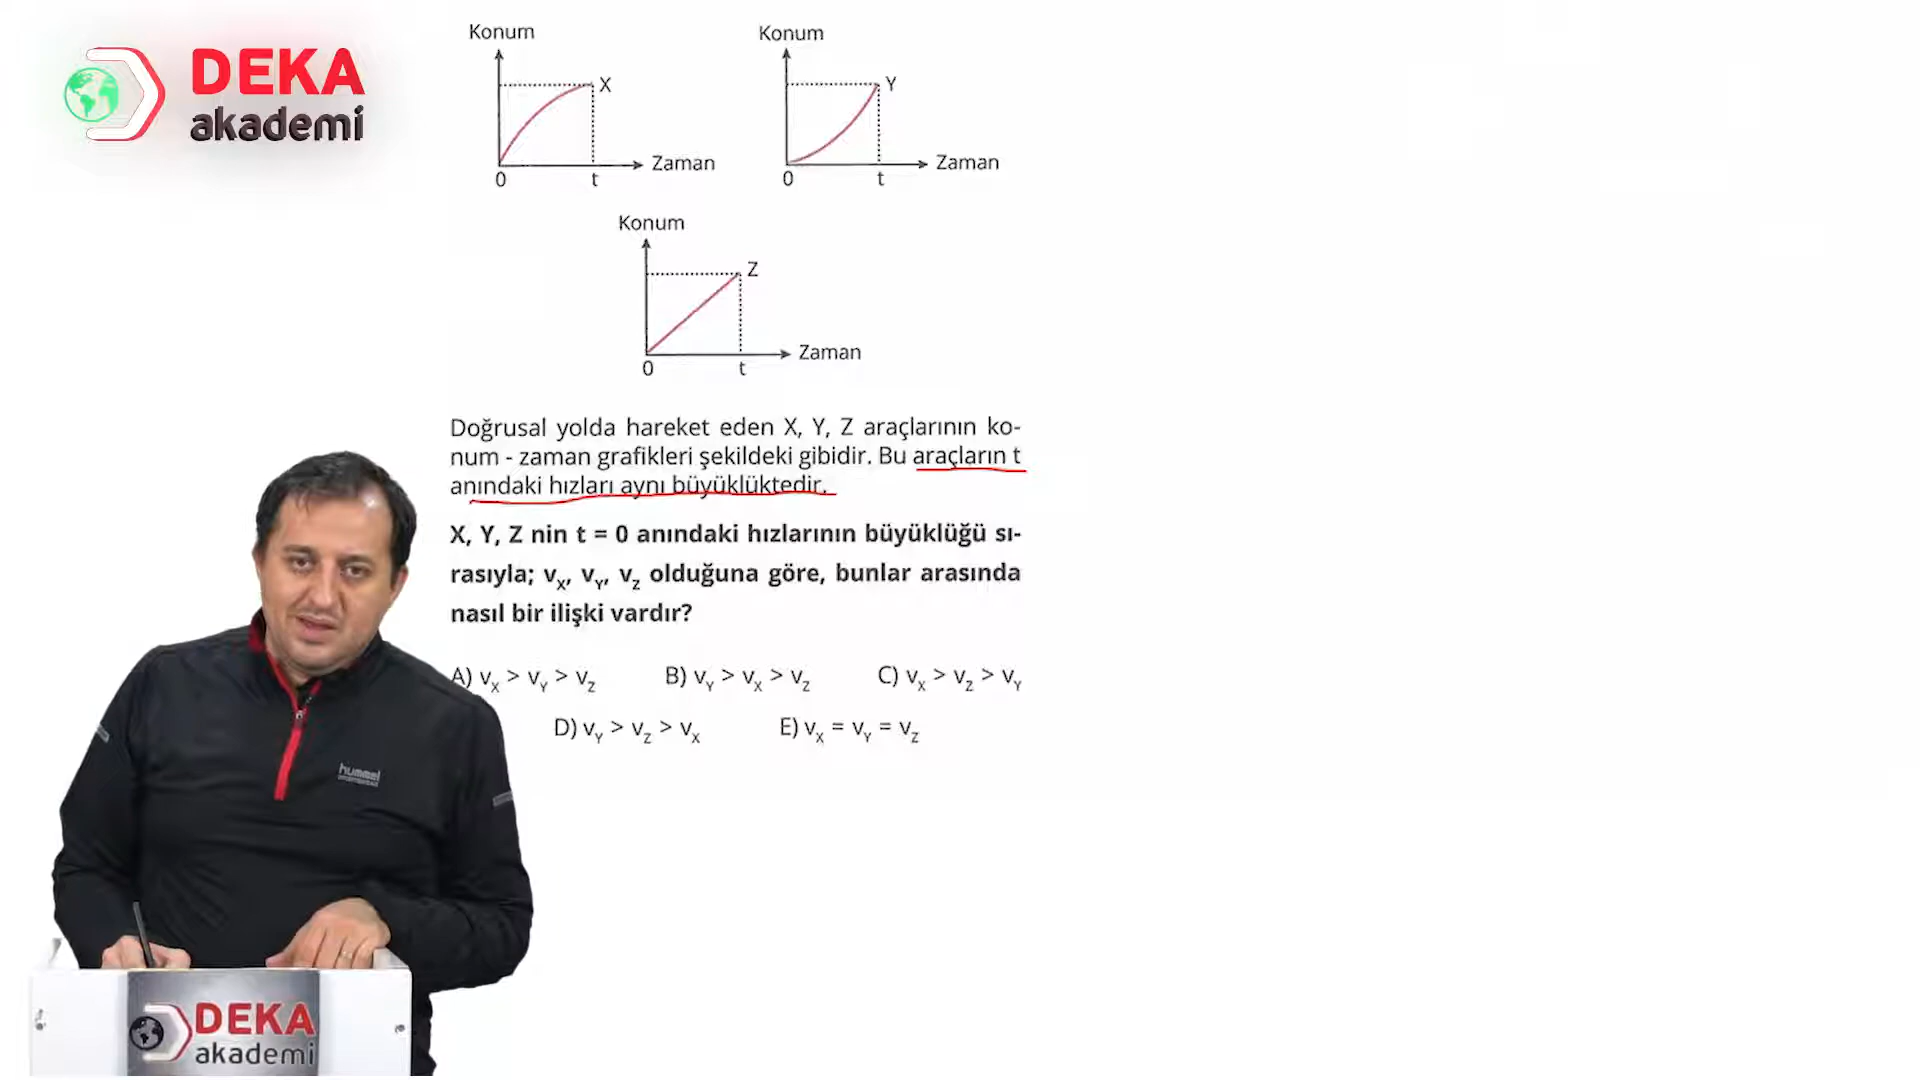 DEKA
akademi
Konum
X
Zaman
0
t
Konum
Y
Zaman
0
t
Konum
Z
Zaman
0
t
Doğrusal yolda hareket eden X, Y, Z araçlarının ko-
num - zaman grafikleri şekildeki gibidir. Bu araçların t
anındaki hızları aynı büyüklüktedir.
X, Y, Z nin t = 0 anındaki hızlarının büyüklüğü sı-
rasıyla; vX, vY, vZ olduğuna göre, bunlar arasında
nasıl bir ilişki vardır?
A) vX > vY > vZ B) vY > vX > vZ C) vX > vZ > vY
D) vY > vZ > vX E) vX = vY = vZ
hummel
DEKA
akademi